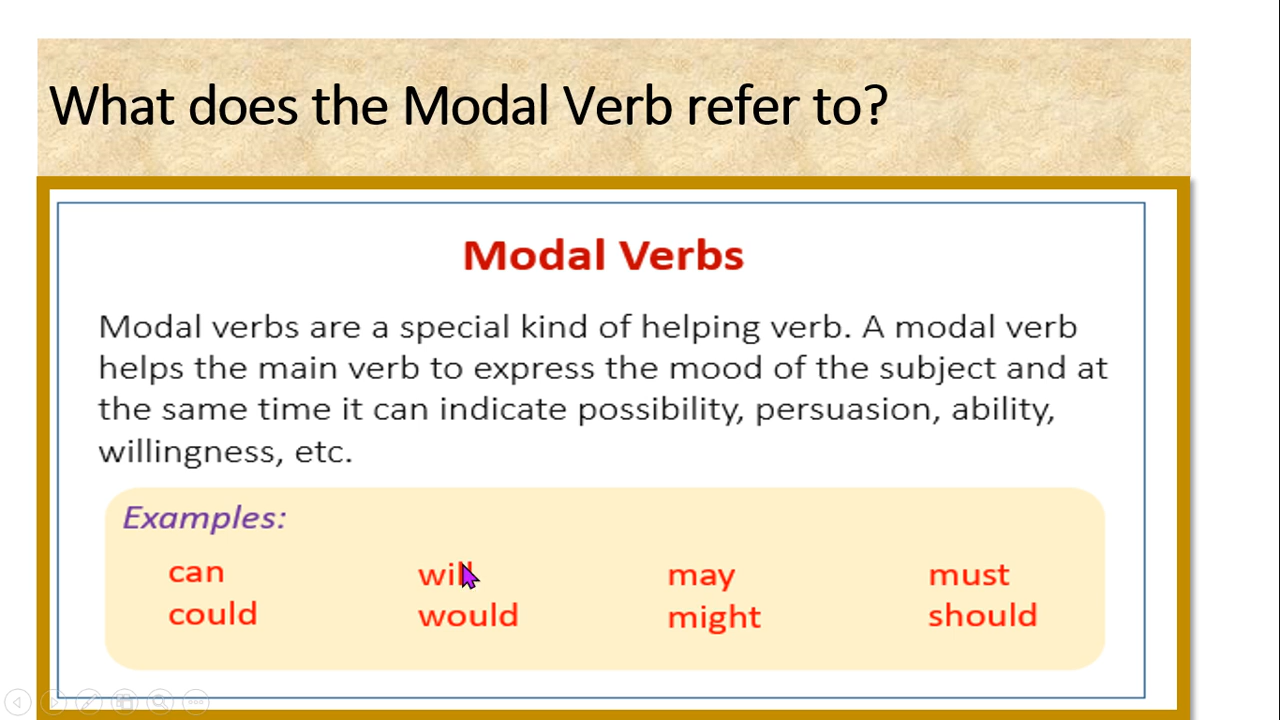 What does the Modal Verb refer to?
Modal Verbs
Modal verbs are a special kind of helping verb. A modal verb
helps the main verb to express the mood of the subject and at
the same time it can indicate possibility, persuasion, ability,
willingness, etc.
Examples:
can will may must
could would might should